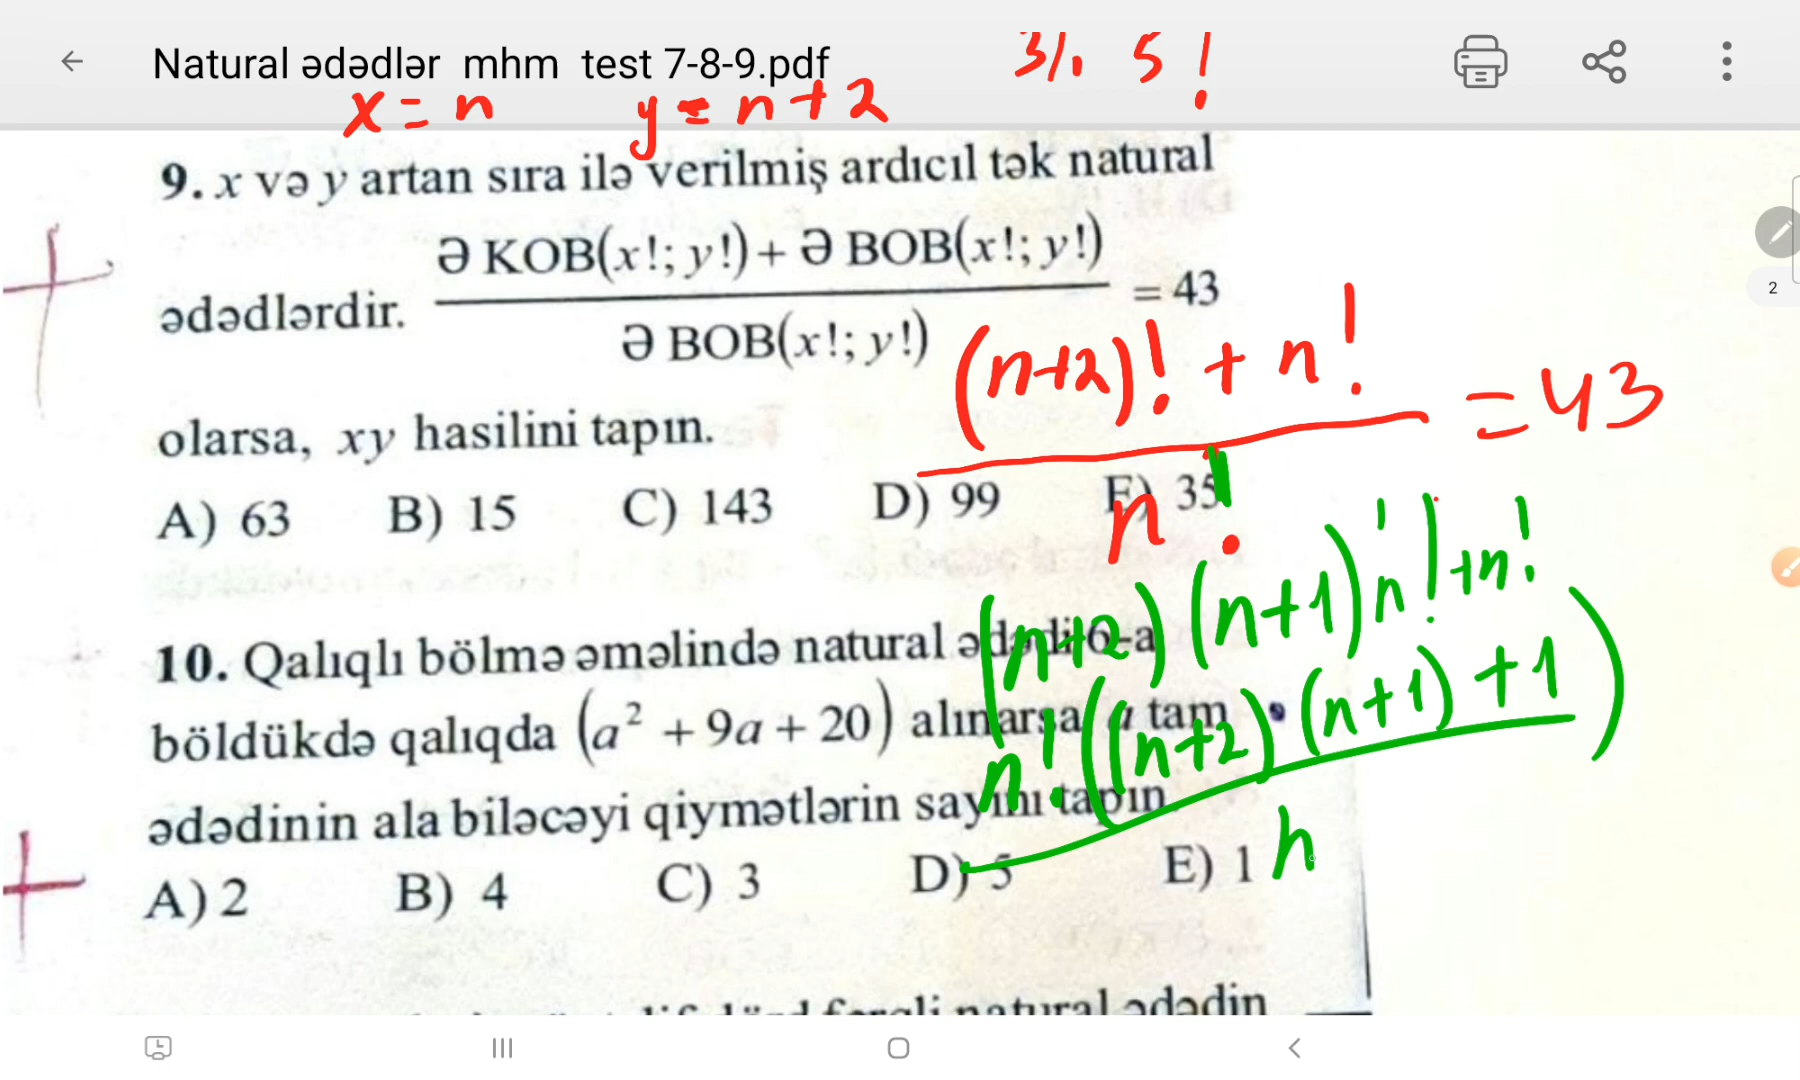 Natural ədədlər mhm test 7-8-9.pdf
3!. 5!
x = n y = n + 2
2
9. x və y artan sıra ilə verilmiş ardıcıl tək natural
ədədlərdir. Ə KOB(x!; y!) + Ə BOB(x!; y!)
Ə BOB(x!; y!)
= 43
(n+2)! + n!
n!
= 43
olarsa, xy hasilini tapın.
A) 63 B) 15 C) 143 D) 99 E) 35
(n+2)(n+1)n! + n!
n!((n+2)(n+1)+1)
n
10. Qalıqlı bölmə əməlində natural ədədi 6-a
böldükdə qalıqda (a² + 9a + 20) alınarsa a tam
ədədinin ala biləcəyi qiymətlərin sayını tapın.
A) 2 B) 4 C) 3 D) 5 E) 1
natural ədədin